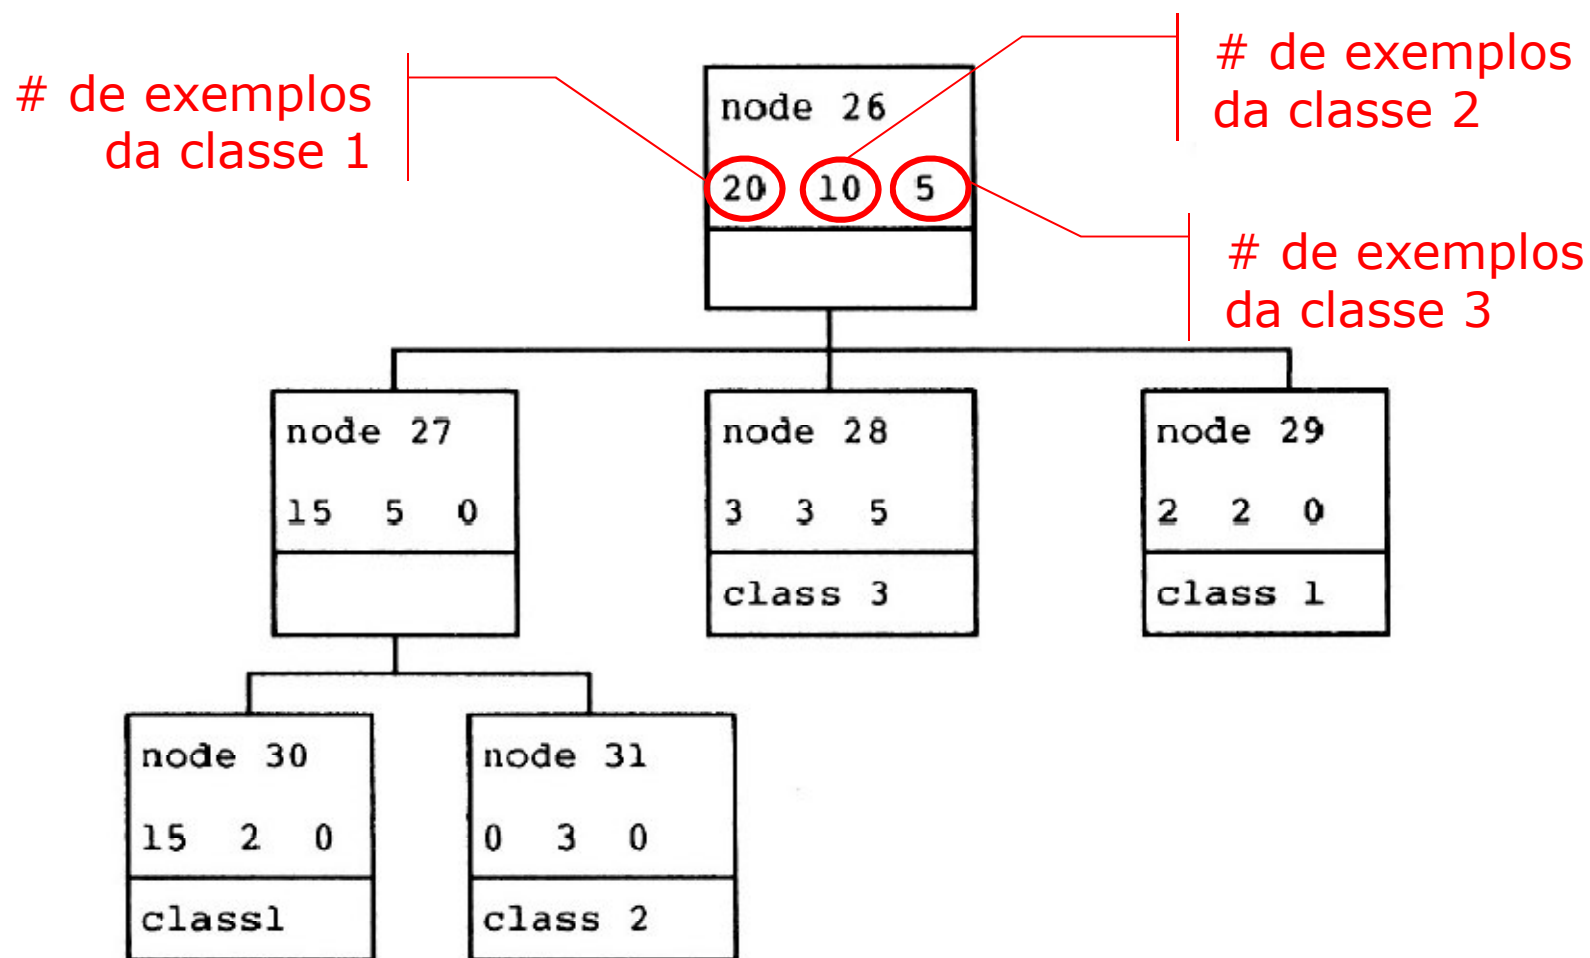 # de exemplos
da classe 1
# de exemplos
da classe 2
node 26
20 10 5
# de exemplos
da classe 3
node 27
15 5 0
node 28
3 3 5
class 3
node 29
2 2 0
class 1
node 30
15 2 0
class1
node 31
0 3 0
class 2